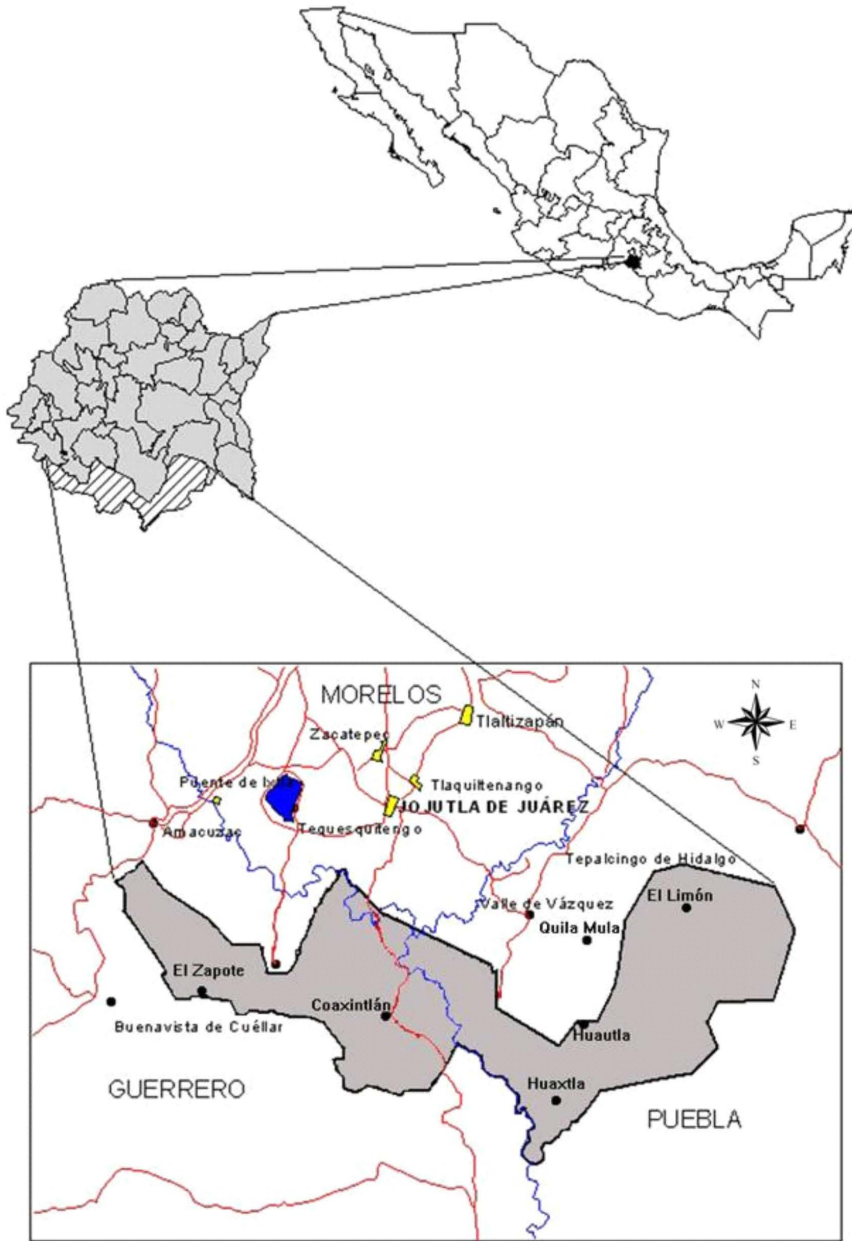 MORELOS
N
W E
S
Tlaltizapán
Zacatepec
Tlaquiltenango
Puente de Ixtla
JOJUTLA DE JUÁREZ
Amacuzac
Tequesquitengo
Tepalcingo de Hidalgo
Valle de Vázquez
El Limón
Quila Mula
El Zapote
Coaxintlán
Buenavista de Cuéllar
Huautla
GUERRERO
Huaxtla
PUEBLA